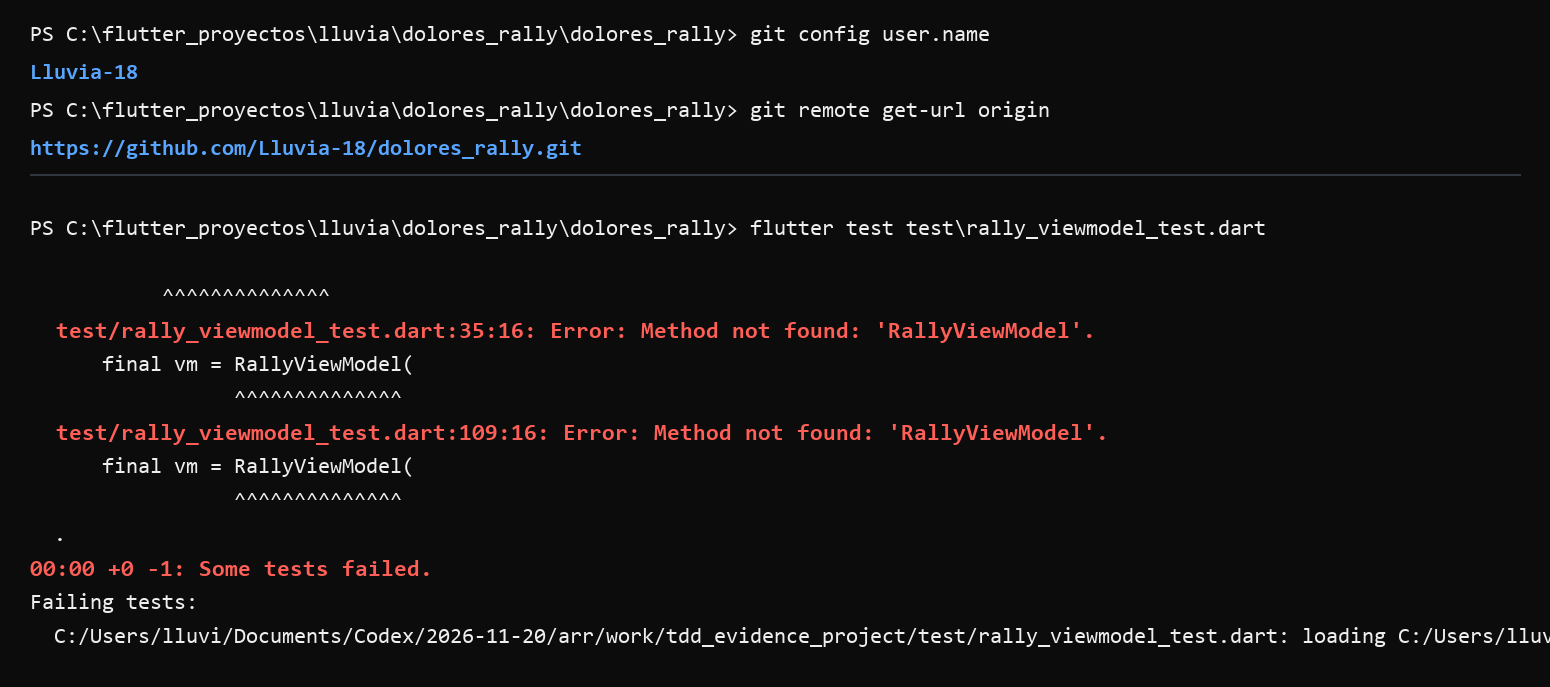 PS C:\flutter_proyectos\lluvia\dolores_rally\dolores_rally> git config user.name
Lluvia-18
PS C:\flutter_proyectos\lluvia\dolores_rally\dolores_rally> git remote get-url origin
https://github.com/Lluvia-18/dolores_rally.git
PS C:\flutter_proyectos\lluvia\dolores_rally\dolores_rally> flutter test test\rally_viewmodel_test.dart
^^^^^^^^^^^^^^
test/rally_viewmodel_test.dart:35:16: Error: Method not found: 'RallyViewModel'.
final vm = RallyViewModel(
^^^^^^^^^^^^^^
test/rally_viewmodel_test.dart:109:16: Error: Method not found: 'RallyViewModel'.
final vm = RallyViewModel(
^^^^^^^^^^^^^^
.
00:00 +0 -1: Some tests failed.
Failing tests:
C:/Users/lluvi/Documents/Codex/2026-11-20/arr/work/tdd_evidence_project/test/rally_viewmodel_test.dart: loading C:/Users/lluv